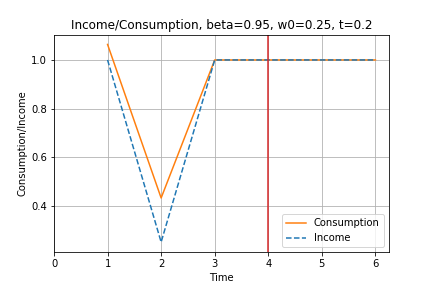 Income/Consumption, beta=0.95, w0=0.25, t=0.2
Consumption/Income
1.0
0.8
0.6
0.4
Consumption
Income
0 1 2 3 4 5 6
Time